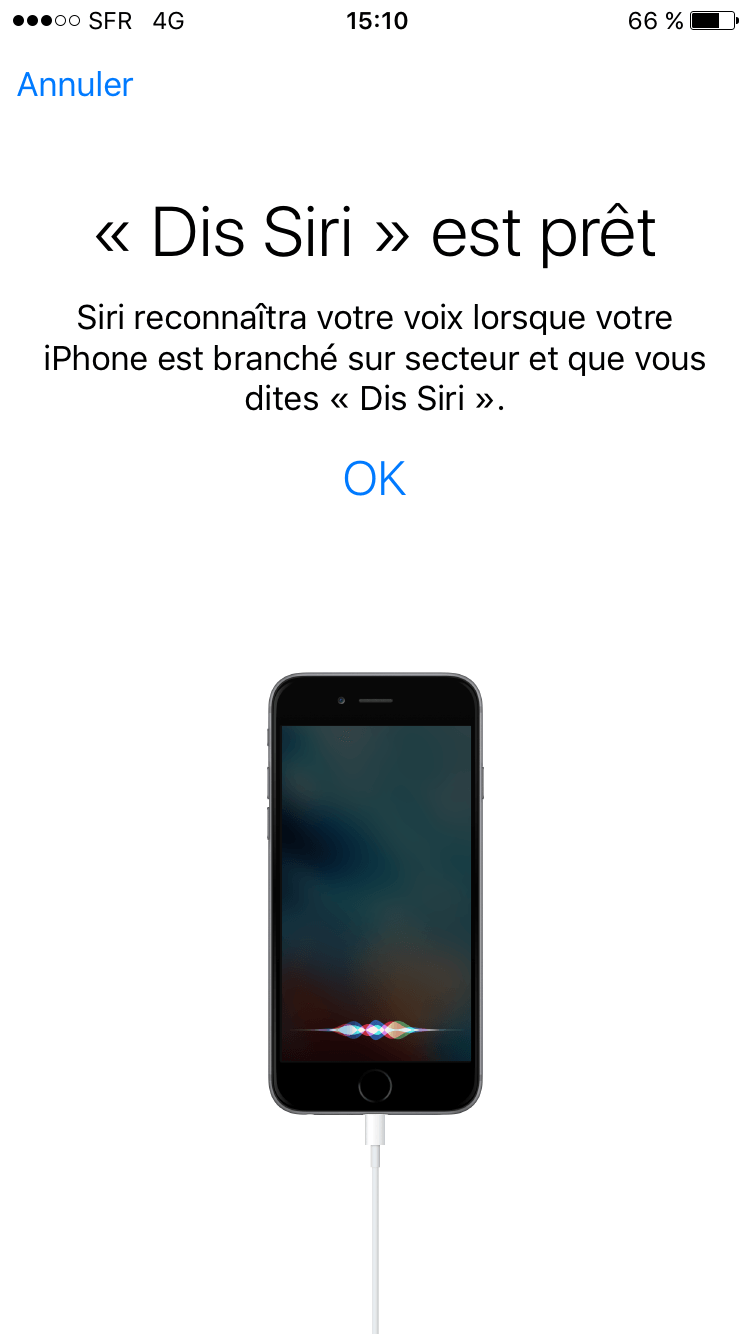 SFR 4G 15:10 66 %
Annuler
« Dis Siri » est prêt
Siri reconnaîtra votre voix lorsque votre
iPhone est branché sur secteur et que vous
dites « Dis Siri ».
OK